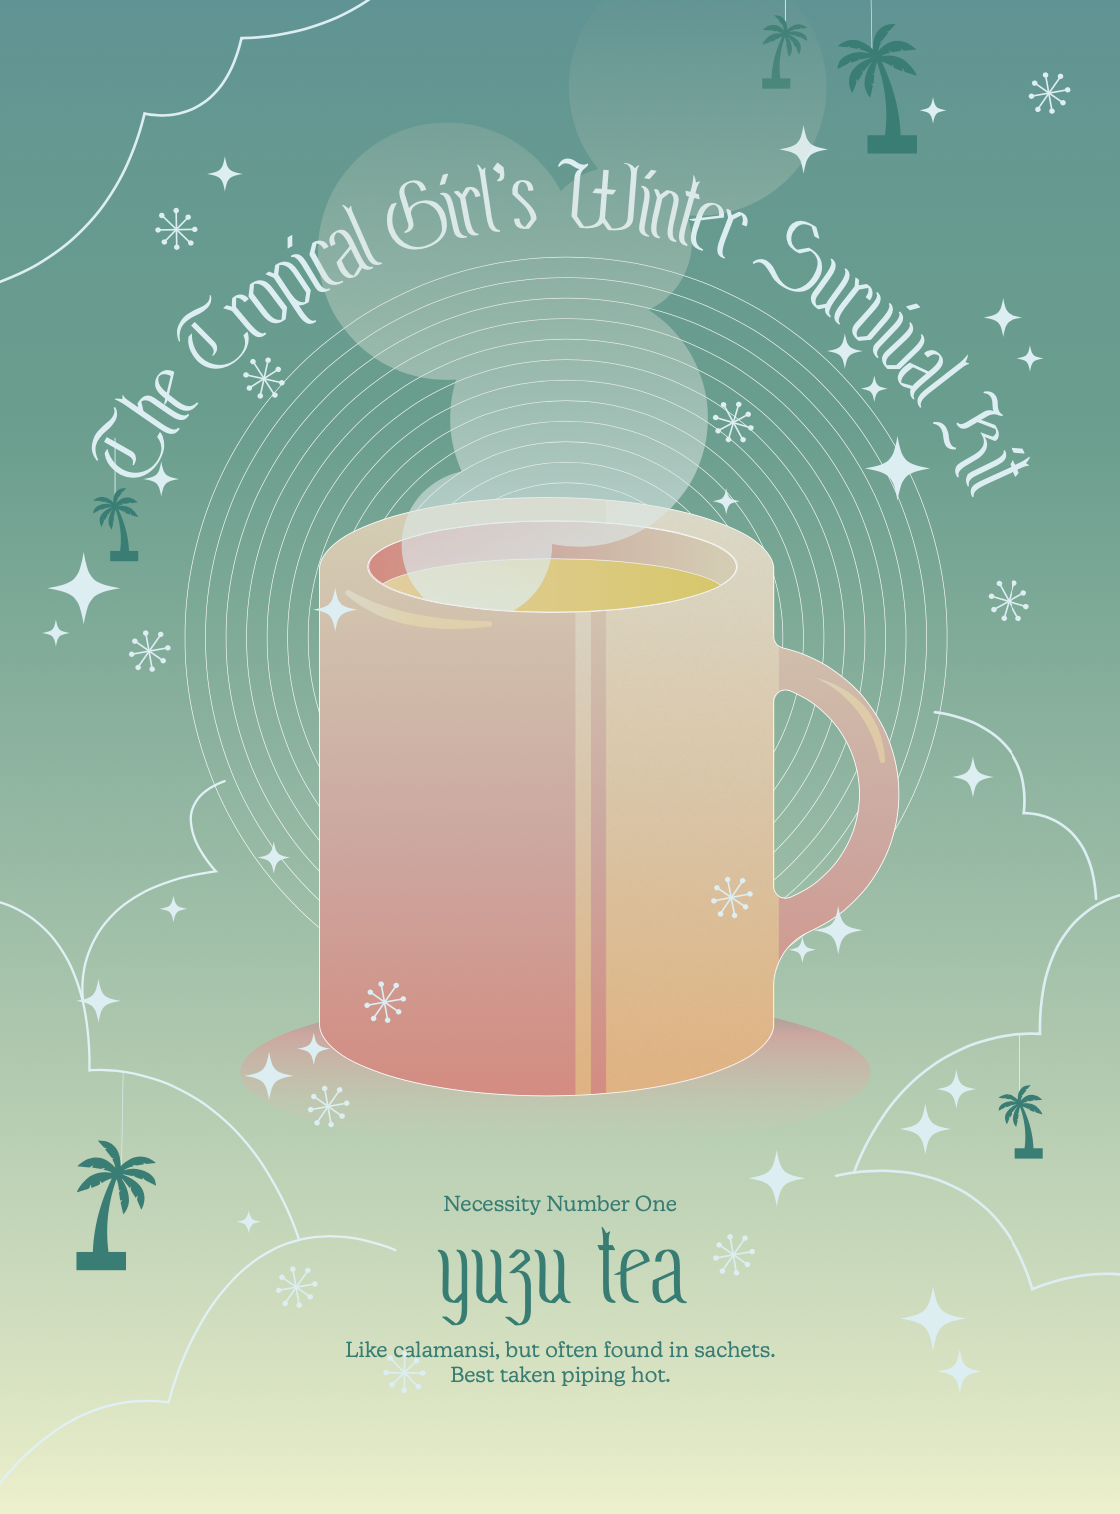 The Tropical Girl's Winter Survival Kit
Necessity Number One
yuzu tea
Like calamansi, but often found in sachets.
Best taken piping hot.